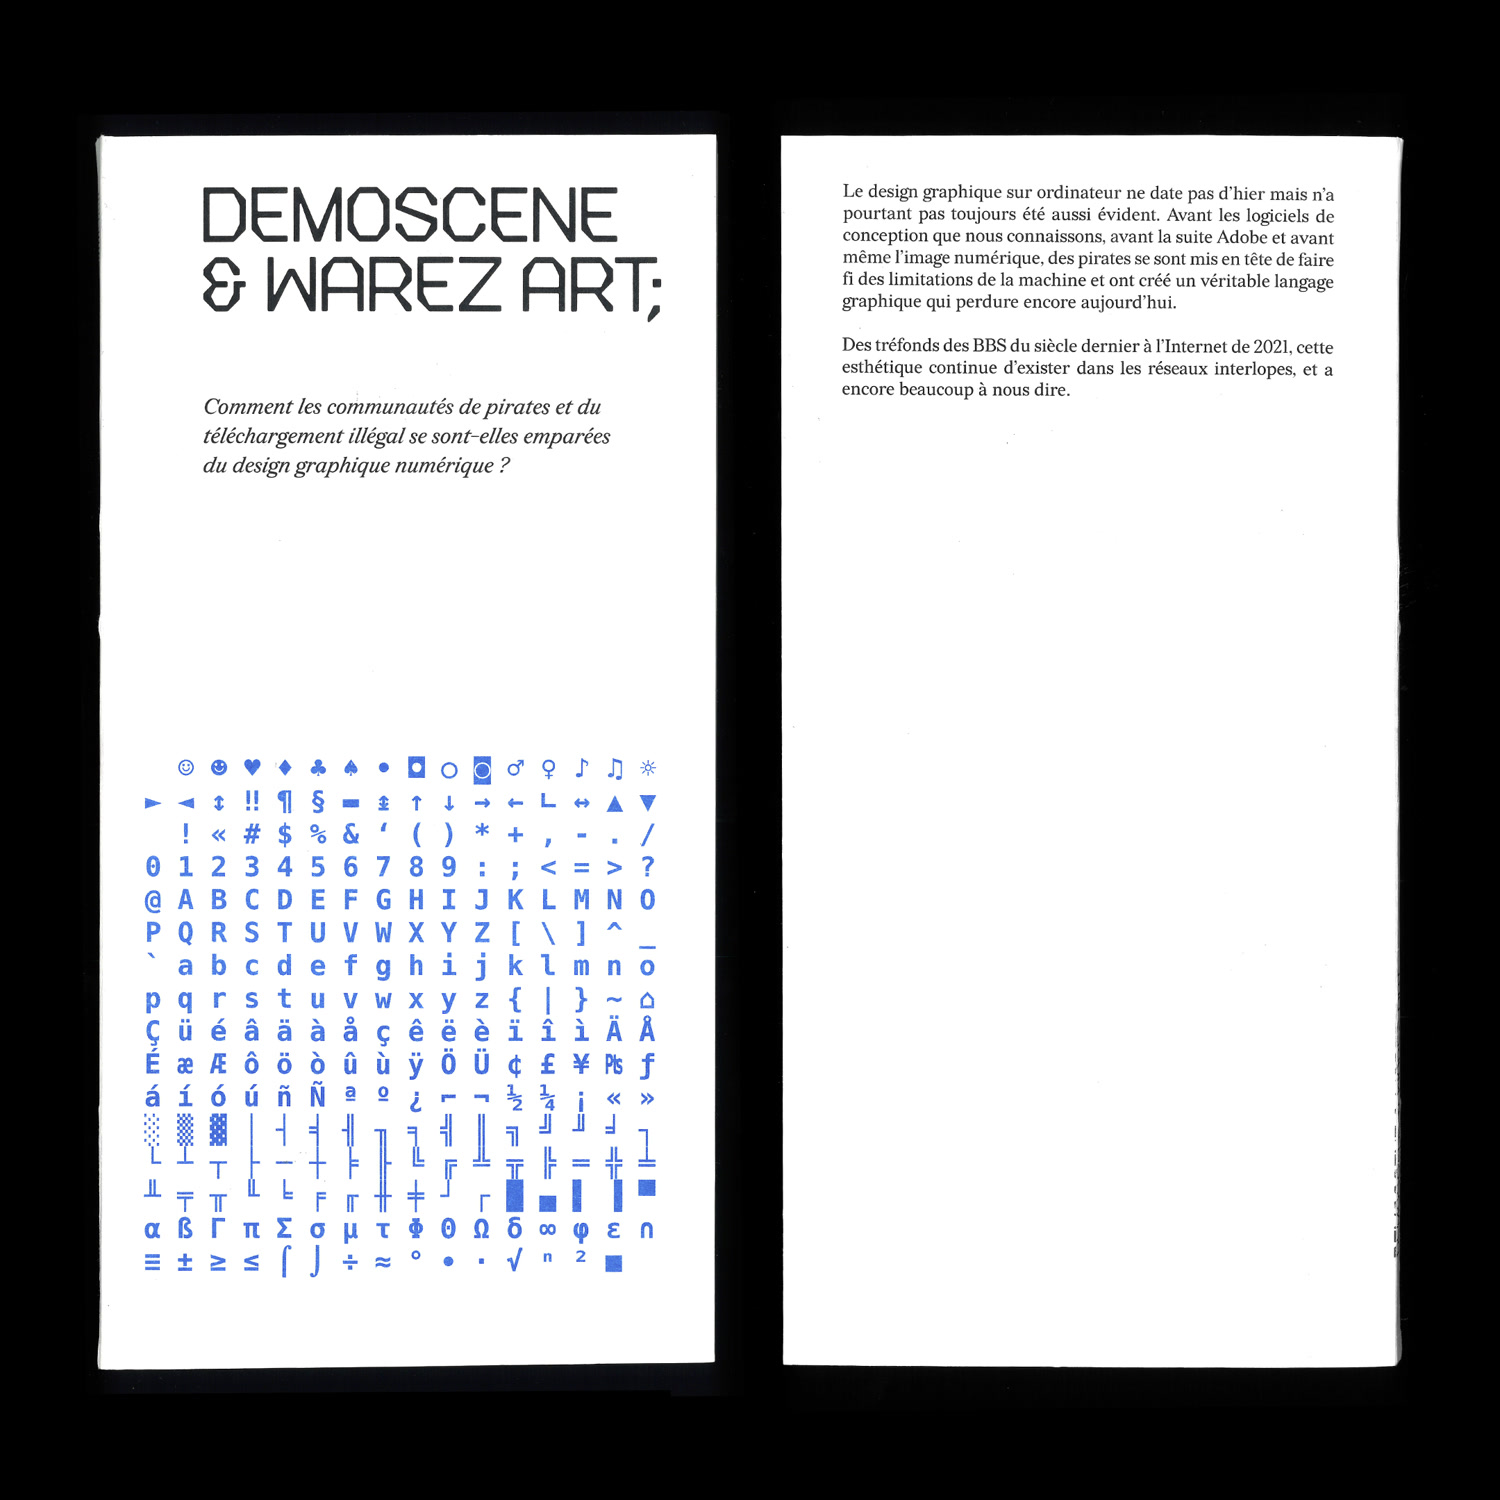 DEMOSCENE
& WAREZ ART;
Comment les communautés de pirates et du
téléchargement illégal se sont-elles emparées
du design graphique numérique ?
☺ ☻ ♥ ♦ ♣ ♠ • ◘ ○ ◙ ♂ ♀ ♪ ♫ ☼
► ◄ ↕ ‼ ¶ § ▬ ↨ ↑ ↓ → ← ∟ ↔ ▲ ▼
! « # $ % & ‘ ( ) * + , - . /
0 1 2 3 4 5 6 7 8 9 : ; < = > ?
@ A B C D E F G H I J K L M N O
P Q R S T U V W X Y Z [ \ ] ^ _
` a b c d e f g h i j k l m n o
p q r s t u v w x y z { | } ~ ⌂
Ç ü é â ä à å ç ê ë è ï î ì Ä Å
É æ Æ ô ö ò û ù ÿ Ö Ü ¢ £ ¥ ₧ ƒ
á í ó ú ñ Ñ ª º ¿ ⌐ ¬ ½ ¼ ¡ « »
░ ▒ ▓ │ ┤ ╡ ╢ ╖ ╕ ╣ ║ ╗ ╝ ╜ ╛ ┐
└ ┴ ┬ ├ ─ ┼ ╞ ╟ ╚ ╔ ╩ ╦ ╠ ═ ╬ ╧
╨ ╤ ╥ ╙ ╘ ╒ ╓ ╫ ╪ ┘ ┌ █ ▄ ▌ ▐ ▀
α ß Γ π Σ σ µ τ Φ Θ Ω δ ∞ φ ε ∩
≡ ± ≥ ≤ ⌠ ⌡ ÷ ≈ ° • · √ ⁿ ² ■
Le design graphique sur ordinateur ne date pas d’hier mais n’a
pourtant pas toujours été aussi évident. Avant les logiciels de
conception que nous connaissons, avant la suite Adobe et avant
même l’image numérique, des pirates se sont mis en tête de faire
fi des limitations de la machine et ont créé un véritable langage
graphique qui perdure encore aujourd’hui.
Des tréfonds des BBS du siècle dernier à l’Internet de 2021, cette
esthétique continue d’exister dans les réseaux interlopes, et a
encore beaucoup à nous dire.